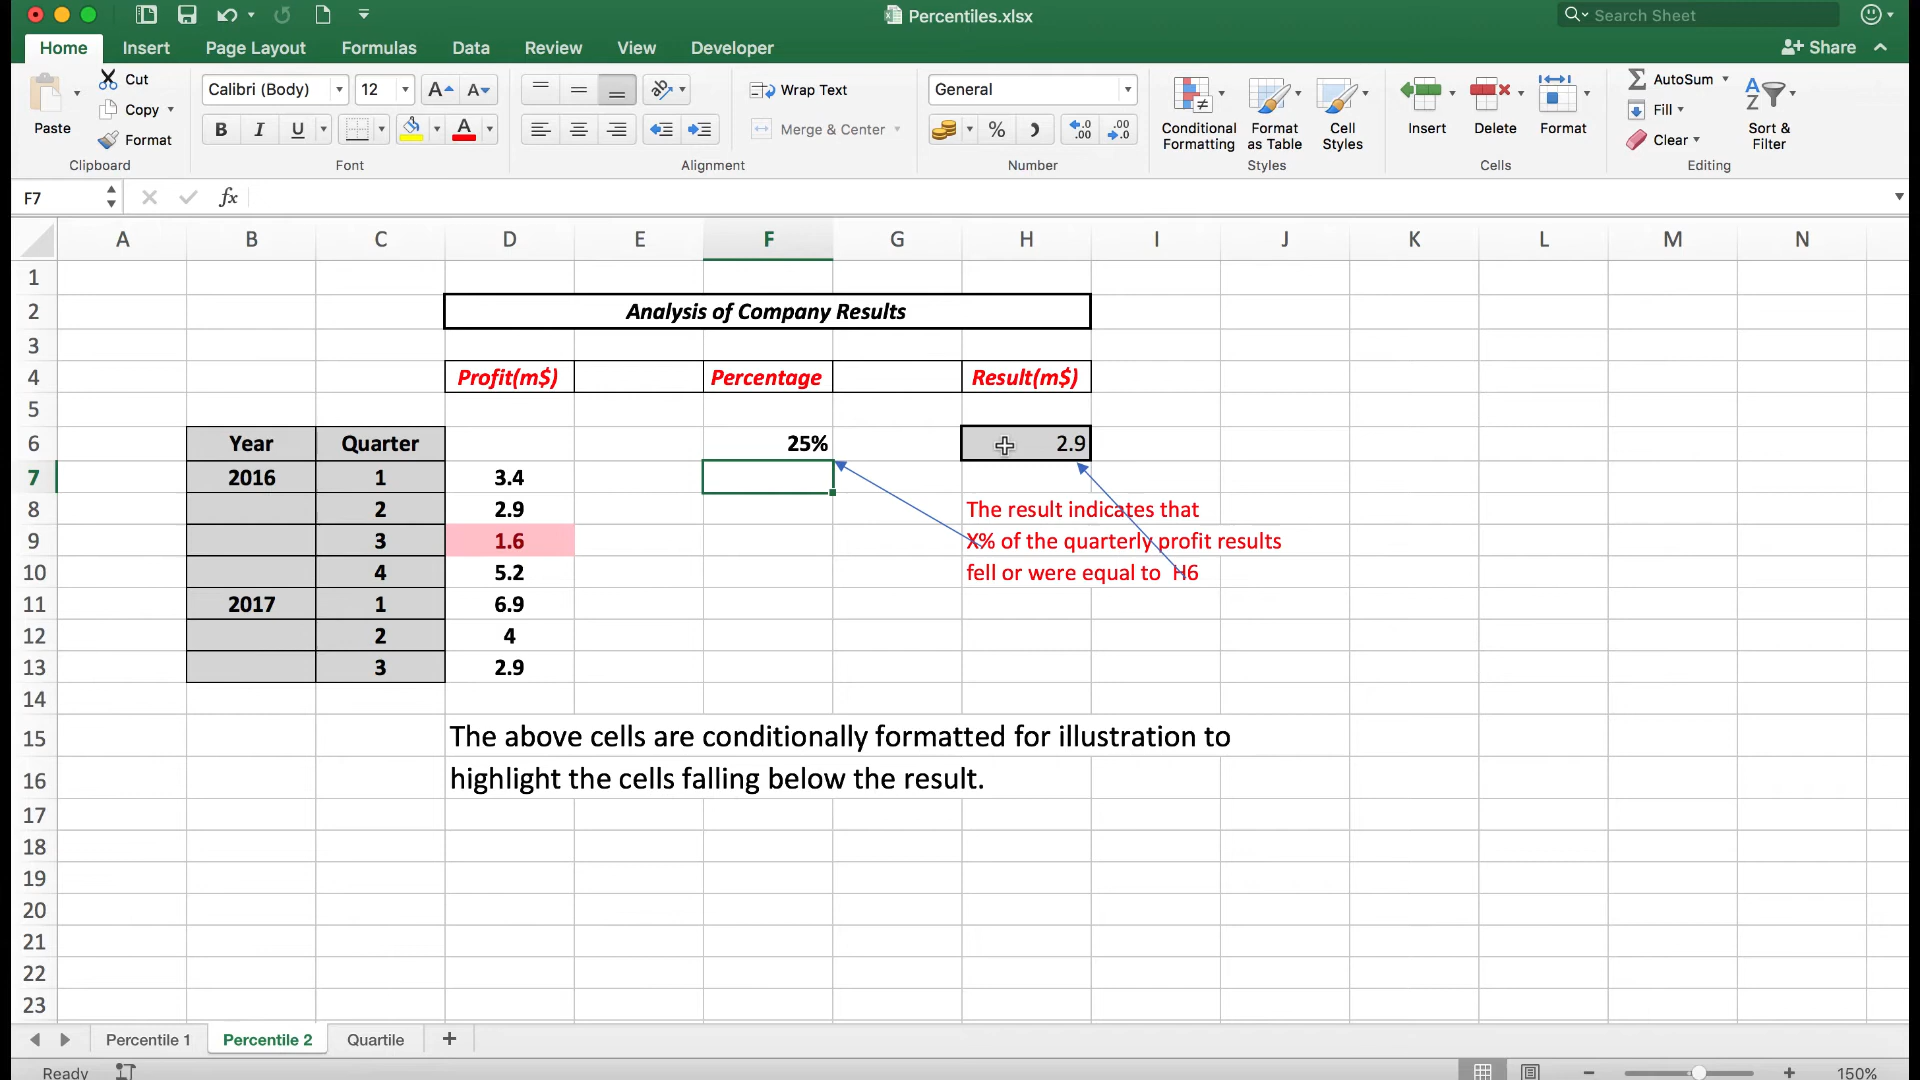 Percentiles.xlsx
Search Sheet
Home Insert Page Layout Formulas Data Review View Developer
Share
Paste
Cut
Copy
Format
Clipboard
Calibri (Body) 12
B I U
Font
Wrap Text
Merge & Center
Alignment
General
Number
Conditional Formatting
Format as Table
Cell Styles
Styles
Insert Delete Format
Cells
AutoSum
Fill
Clear
Sort & Filter
Editing
F7 fx
A B C D E F G H I J K L M N
1
2 Analysis of Company Results
3
4 Profit(m$) Percentage Result(m$)
5
6 Year Quarter 25% 2.9
7 2016 1 3.4
8 2 2.9 The result indicates that
9 3 1.6 X% of the quarterly profit results
10 4 5.2 fell or were equal to H6
11 2017 1 6.9
12 2 4
13 3 2.9
14
15 The above cells are conditionally formatted for illustration to
16 highlight the cells falling below the result.
17
18
19
20
21
22
23
Percentile 1 Percentile 2 Quartile +
Ready 150%